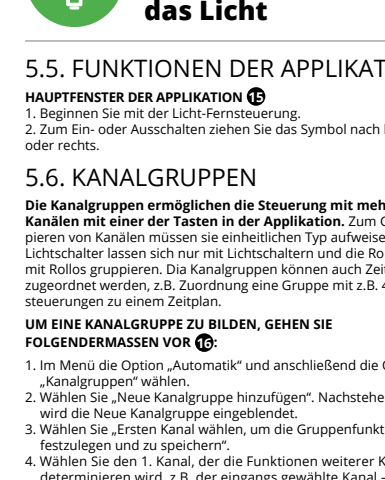 das Licht
5.5. FUNKTIONEN DER APPLIKAT
HAUPTFENSTER DER APPLIKATION 15
1. Beginnen Sie mit der Licht-Fernsteuerung.
2. Zum Ein- oder Ausschalten ziehen Sie das Symbol nach
oder rechts.
5.6. KANALGRUPPEN
Die Kanalgruppen ermöglichen die Steuerung mit meh
Kanälen mit einer der Tasten in der Applikation. Zum
pieren von Kanälen müssen sie einheitlichen Typ aufweise
Lichtschalter lassen sich nur mit Lichtschaltern und die Ro
mit Rollos gruppieren. Dia Kanalgruppen können auch Zei
zugeordnet werden, z.B. Zuordnung eine Gruppe mit z.B. 4
steuerungen zu einem Zeitplan.
UM EINE KANALGRUPPE ZU BILDEN, GEHEN SIE
FOLGENDERMASSEN VOR 16:
1. Im Menü die Option „Automatik“ und anschließend die
„Kanalgruppen“ wählen.
2. Wählen Sie „Neue Kanalgruppe hinzufügen“. Nachstehe
wird die Neue Kanalgruppe eingeblendet.
3. Wählen Sie „Ersten Kanal wählen, um die Gruppenfunkt
festzulegen und zu speichern“.
4. Wählen Sie den 1. Kanal, der die Funktionen weiterer K
determinieren wird, z.B. der eingangs gewählte Kanal -